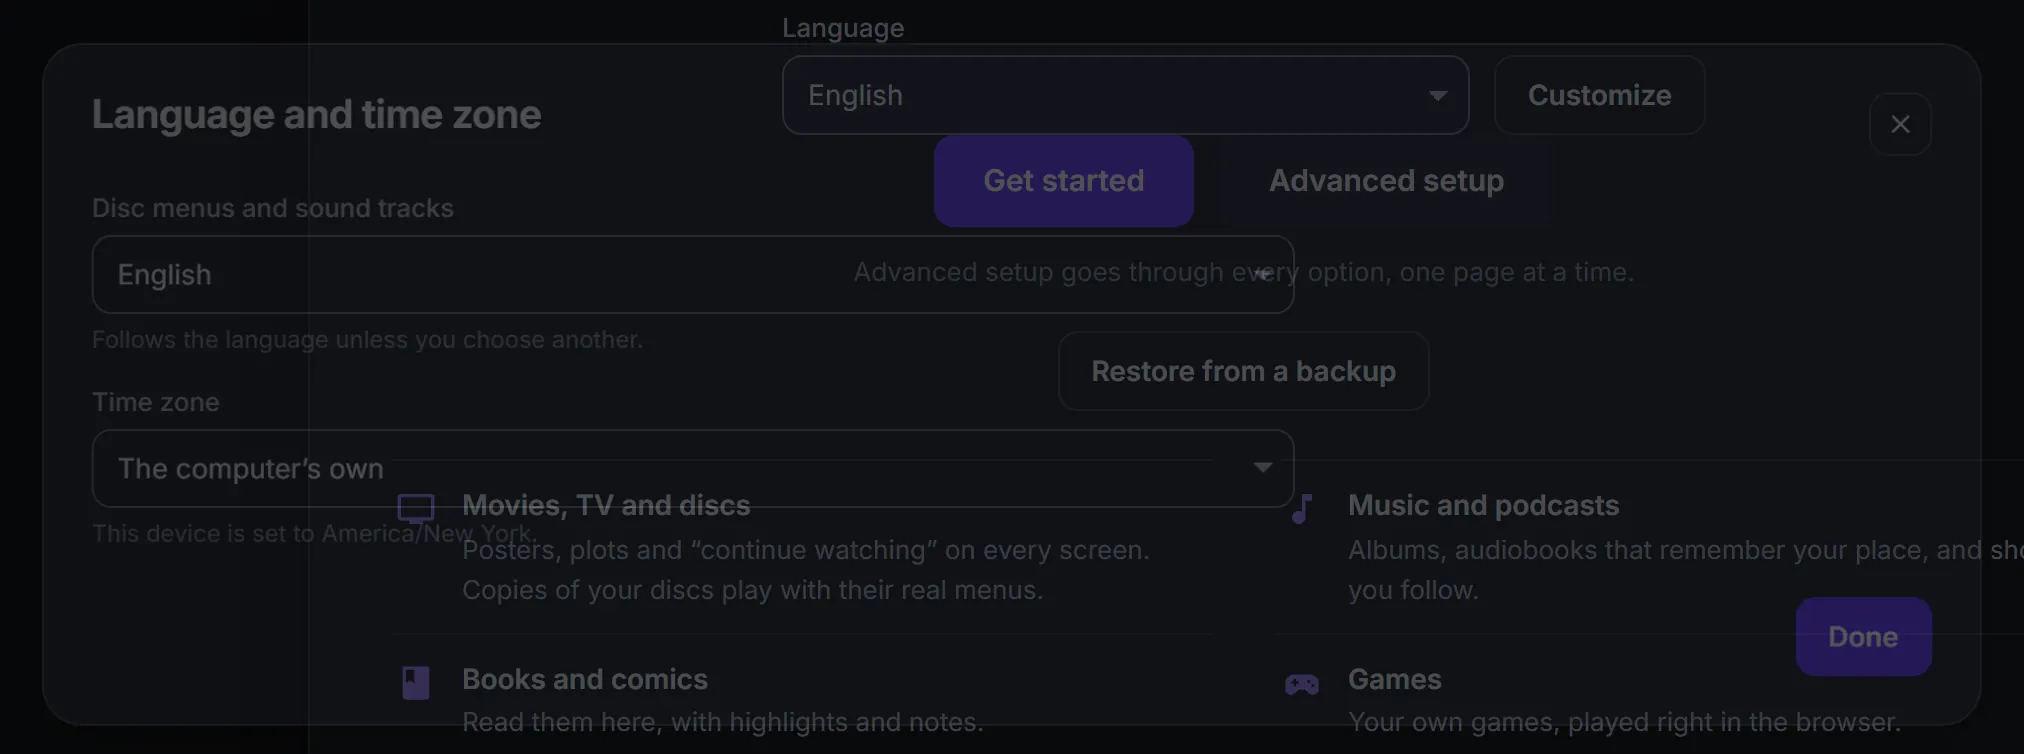 Language
English
Customize
Language and time zone
Get started
Advanced setup
Disc menus and sound tracks
English
Advanced setup goes through every option, one page at a time.
Follows the language unless you choose another.
Restore from a backup
Time zone
The computer’s own
This device is set to America/New York.
Movies, TV and discs
Posters, plots and “continue watching” on every screen.
Copies of your discs play with their real menus.
Music and podcasts
Albums, audiobooks that remember your place, and
you follow.
Done
Books and comics
Read them here, with highlights and notes.
Games
Your own games, played right in the browser.